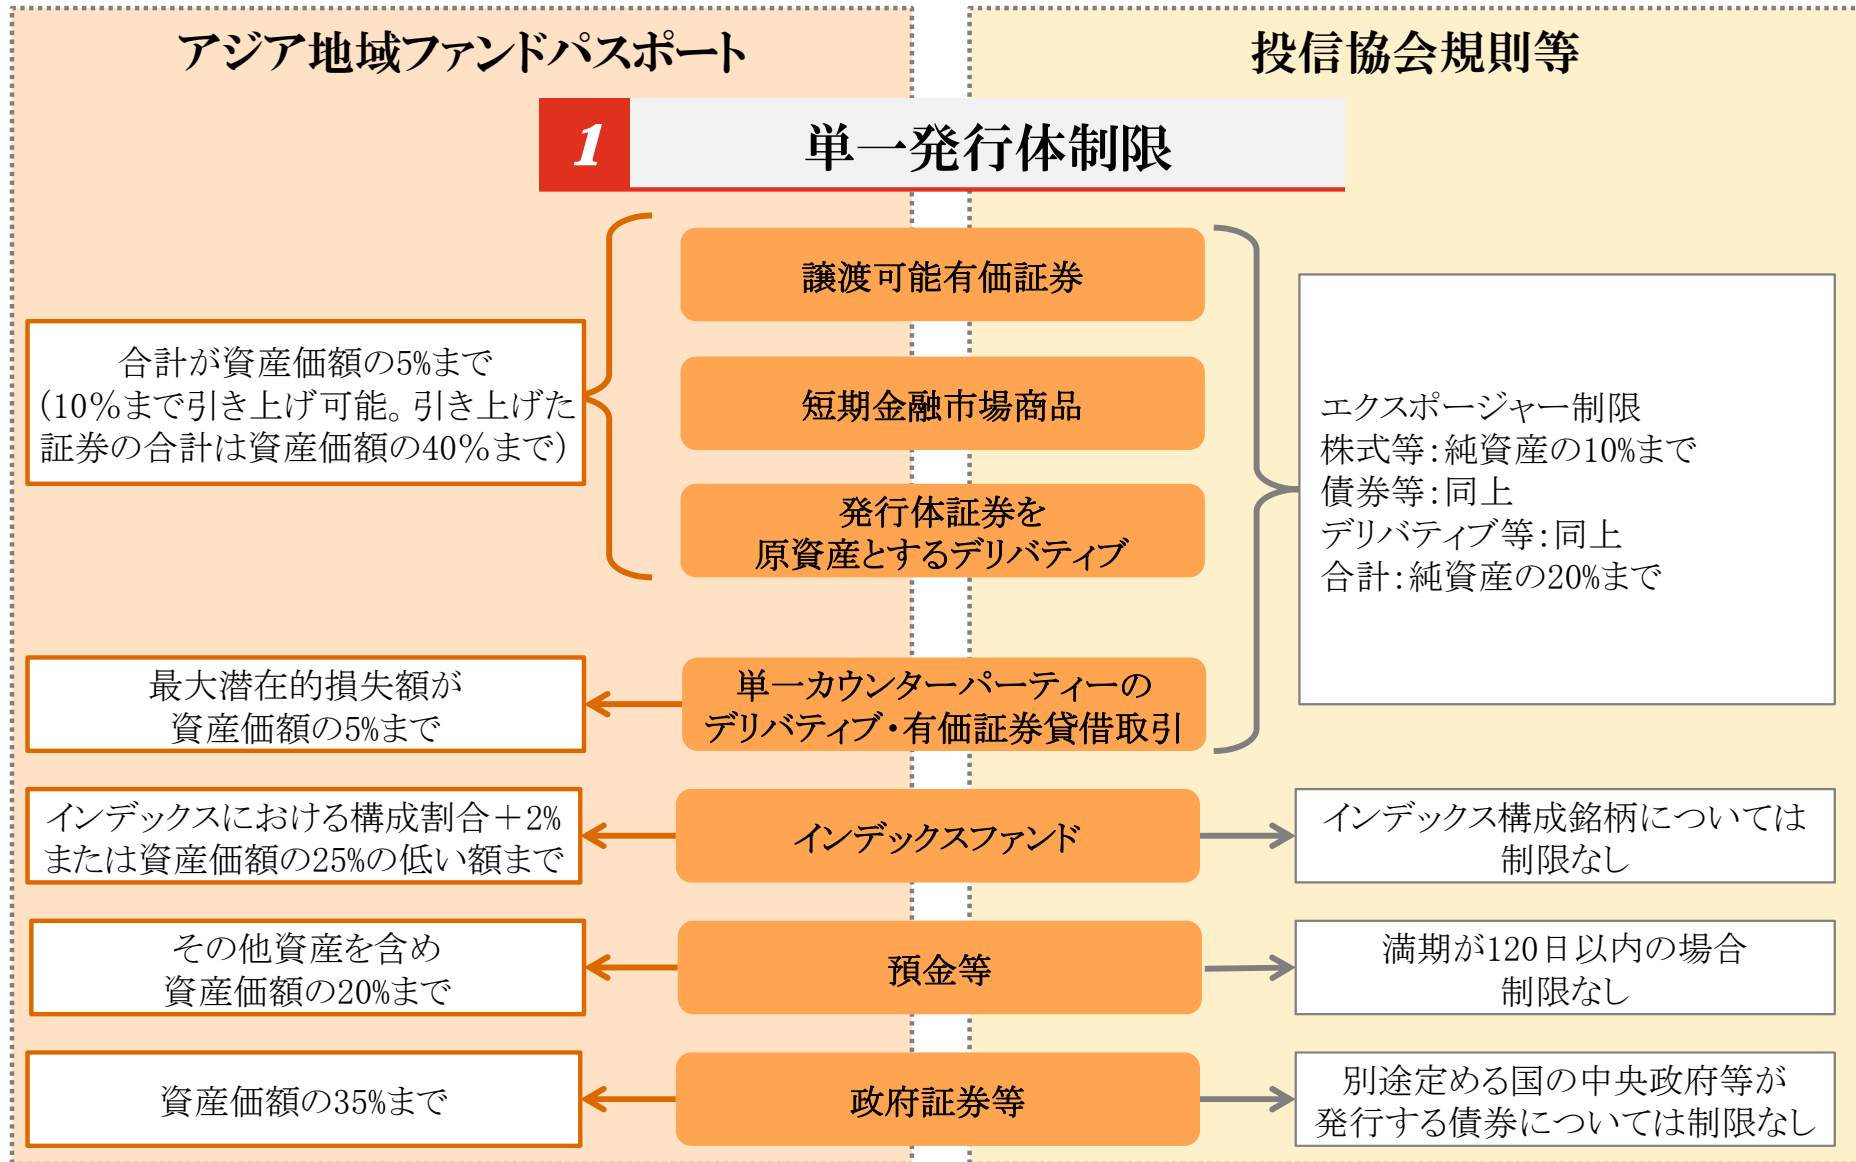 アジア地域ファンドパスポート
投信協会規則等
1
単一発行体制限
譲渡可能有価証券
短期金融市場商品
発行体証券を
原資産とするデリバティブ
合計が資産価額の5%まで
(10%まで引き上げ可能。引き上げた
証券の合計は資産価額の40%まで)
エクスポージャー制限
株式等:純資産の10%まで
債券等:同上
デリバティブ等:同上
合計:純資産の20%まで
最大潜在的損失額が
資産価額の5%まで
単一カウンターパーティーの
デリバティブ・有価証券貸借取引
インデックスにおける構成割合+2%
または資産価額の25%の低い額まで
インデックスファンド
インデックス構成銘柄については
制限なし
その他資産を含め
資産価額の20%まで
預金等
満期が120日以内の場合
制限なし
資産価額の35%まで
政府証券等
別途定める国の中央政府等が
発行する債券については制限なし